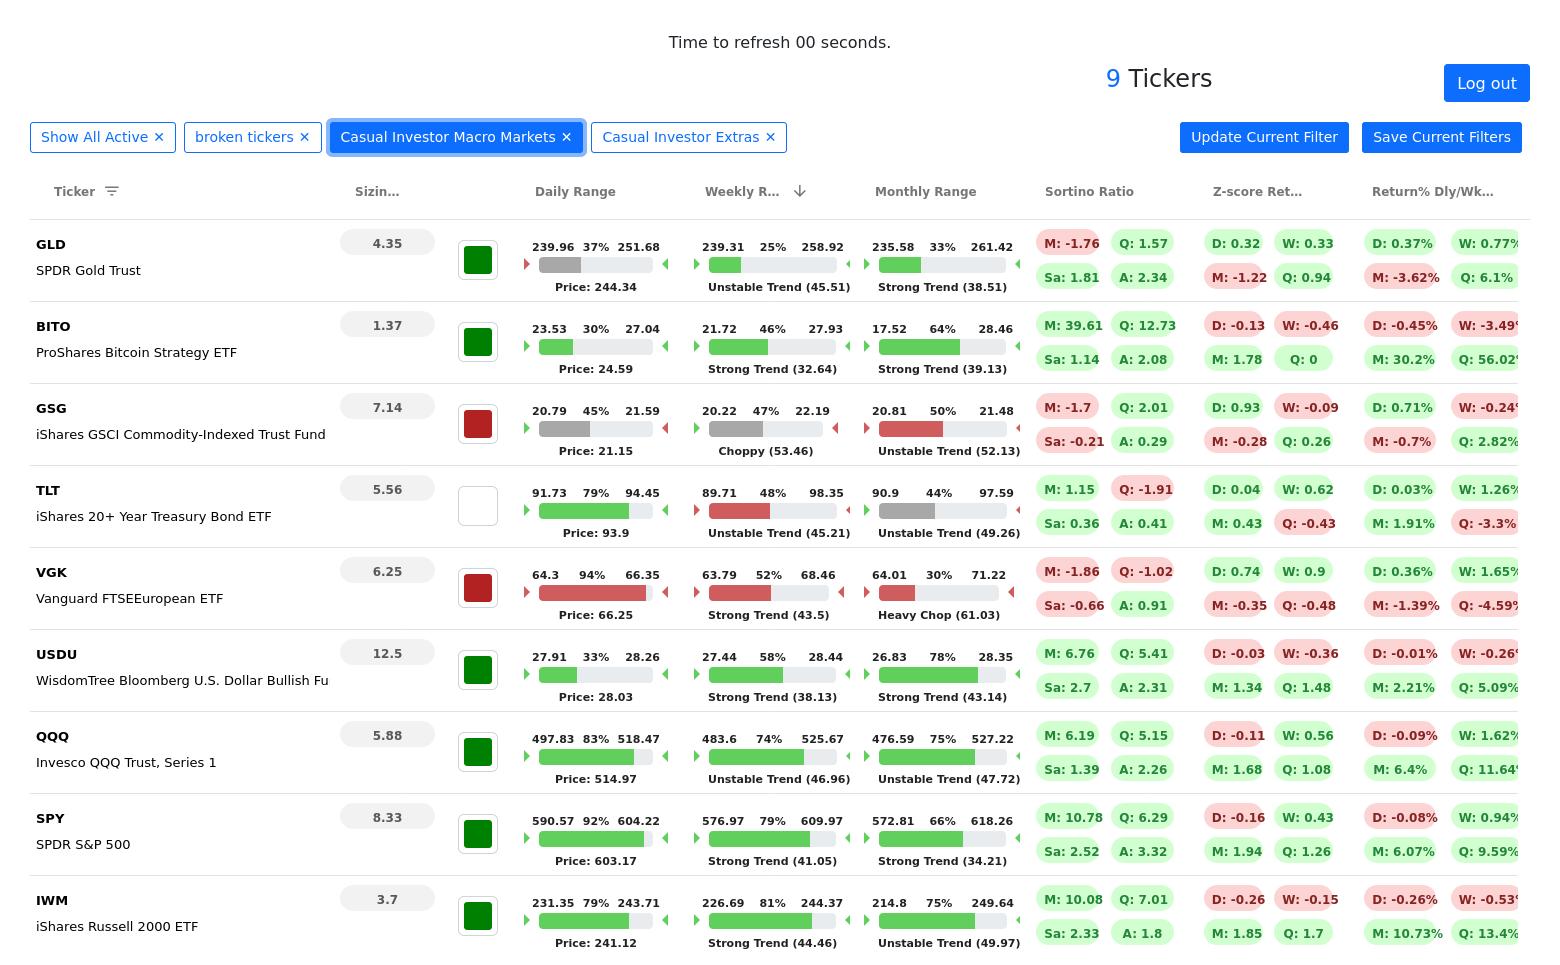 Time to refresh 00 seconds.
9 Tickers Log out
Show All Active ✕ broken tickers ✕ Casual Investor Macro Markets ✕ Casual Investor Extras ✕ Update Current Filter Save Current Filters
Ticker Sizin... Daily Range Weekly R... Monthly Range Sortino Ratio Z-score Ret... Return% Dly/Wk...
GLD 4.35 239.96 37% 251.68 239.31 25% 258.92 235.58 33% 261.42 M: -1.76 Q: 1.57 D: 0.32 W: 0.33 D: 0.37% W: 0.77%
SPDR Gold Trust Sa: 1.81 A: 2.34 M: -1.22 Q: 0.94 M: -3.62% Q: 6.1%
Price: 244.34 Unstable Trend (45.51) Strong Trend (38.51)
BITO 1.37 23.53 30% 27.04 21.72 46% 27.93 17.52 64% 28.46 M: 39.61 Q: 12.73 D: -0.13 W: -0.46 D: -0.45% W: -3.49%
ProShares Bitcoin Strategy ETF Sa: 1.14 A: 2.08 M: 1.78 Q: 0 M: 30.2% Q: 56.02%
Price: 24.59 Strong Trend (32.64) Strong Trend (39.13)
GSG 7.14 20.79 45% 21.59 20.22 47% 22.19 20.81 50% 21.48 M: -1.7 Q: 2.01 D: 0.93 W: -0.09 D: 0.71% W: -0.24%
iShares GSCI Commodity-Indexed Trust Fund Sa: -0.21 A: 0.29 M: -0.28 Q: 0.26 M: -0.7% Q: 2.82%
Price: 21.15 Choppy (53.46) Unstable Trend (52.13)
TLT 5.56 91.73 79% 94.45 89.71 48% 98.35 90.9 44% 97.59 M: 1.15 Q: -1.91 D: 0.04 W: 0.62 D: 0.03% W: 1.26%
iShares 20+ Year Treasury Bond ETF Sa: 0.36 A: 0.41 M: 0.43 Q: -0.43 M: 1.91% Q: -3.3%
Price: 93.9 Unstable Trend (45.21) Unstable Trend (49.26)
VGK 6.25 64.3 94% 66.35 63.79 52% 68.46 64.01 30% 71.22 M: -1.86 Q: -1.02 D: 0.74 W: 0.9 D: 0.36% W: 1.65%
Vanguard FTSEEuropean ETF Sa: -0.66 A: 0.91 M: -0.35 Q: -0.48 M: -1.39% Q: -4.59%
Price: 66.25 Strong Trend (43.5) Heavy Chop (61.03)
USDU 12.5 27.91 33% 28.26 27.44 58% 28.44 26.83 78% 28.35 M: 6.76 Q: 5.41 D: -0.03 W: -0.36 D: -0.01% W: -0.26%
WisdomTree Bloomberg U.S. Dollar Bullish Fu Sa: 2.7 A: 2.31 M: 1.34 Q: 1.48 M: 2.21% Q: 5.09%
Price: 28.03 Strong Trend (38.13) Strong Trend (43.14)
QQQ 5.88 497.83 83% 518.47 483.6 74% 525.67 476.59 75% 527.22 M: 6.19 Q: 5.15 D: -0.11 W: 0.56 D: -0.09% W: 1.62%
Invesco QQQ Trust, Series 1 Sa: 1.39 A: 2.26 M: 1.68 Q: 1.08 M: 6.4% Q: 11.64%
Price: 514.97 Unstable Trend (46.96) Unstable Trend (47.72)
SPY 8.33 590.57 92% 604.22 576.97 79% 609.97 572.81 66% 618.26 M: 10.78 Q: 6.29 D: -0.16 W: 0.43 D: -0.08% W: 0.94%
SPDR S&P 500 Sa: 2.52 A: 3.32 M: 1.94 Q: 1.26 M: 6.07% Q: 9.59%
Price: 603.17 Strong Trend (41.05) Strong Trend (34.21)
IWM 3.7 231.35 79% 243.71 226.69 81% 244.37 214.8 75% 249.64 M: 10.08 Q: 7.01 D: -0.26 W: -0.15 D: -0.26% W: -0.53%
iShares Russell 2000 ETF Sa: 2.33 A: 1.8 M: 1.85 Q: 1.7 M: 10.73% Q: 13.4%
Price: 241.12 Strong Trend (44.46) Unstable Trend (49.97)